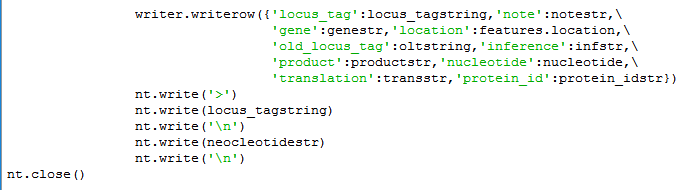 writer.writerow({'locus_tag':locus_tagstring,'note':notestr,\
'gene':genestr,'location':features.location,\
'old_locus_tag':oltstring,'inference':infstr,\
'product':productstr,'nucleotide':nucleotide,\
'translation':transstr,'protein_id':protein_idstr})
nt.write('>')
nt.write(locus_tagstring)
nt.write('\n')
nt.write(neocleotidestr)
nt.write('\n')
nt.close()